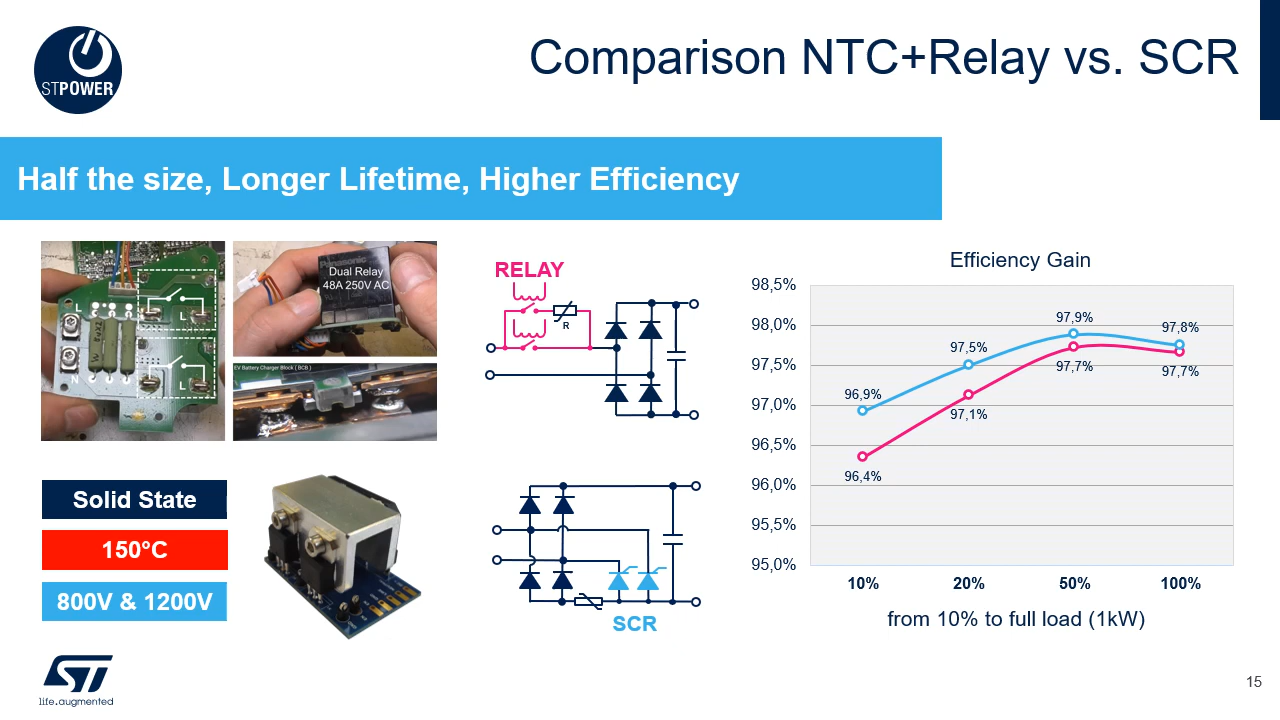 STPOWER
Comparison NTC+Relay vs. SCR
Half the size, Longer Lifetime, Higher Efficiency
L
N
L
L
Panasonic
Dual Relay
48A 250V AC
EV Battery Charger Block ( BCB )
RELAY
R
Solid State
150°C
800V & 1200V
SCR
Efficiency Gain
98,5%
98,0%
97,5%
97,0%
96,5%
96,0%
95,5%
95,0%
96,9%
97,5%
97,9%
97,8%
96,4%
97,1%
97,7%
97,7%
10%
20%
50%
100%
from 10% to full load (1kW)
ST
life.augmented
15